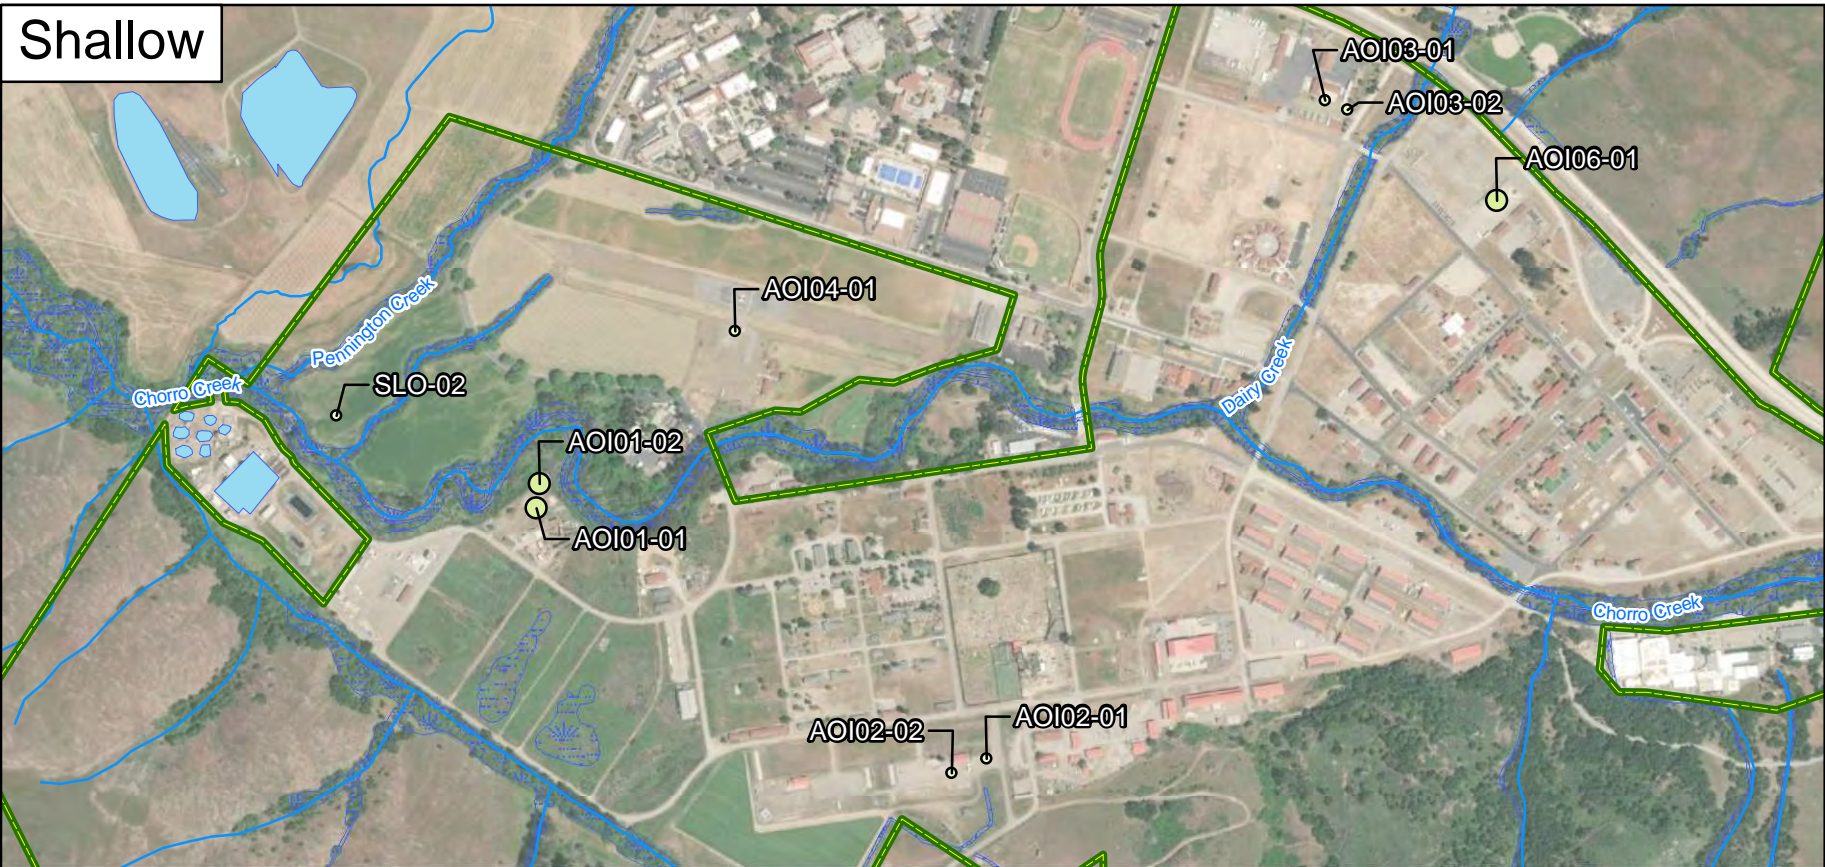 Shallow
AOI03-01
AOI03-02
AOI06-01
AOI04-01
Pennington Creek
Chorro Creek
SLO-02
Dairy Creek
AOI01-02
AOI01-01
Chorro Creek
AOI02-01
AOI02-02